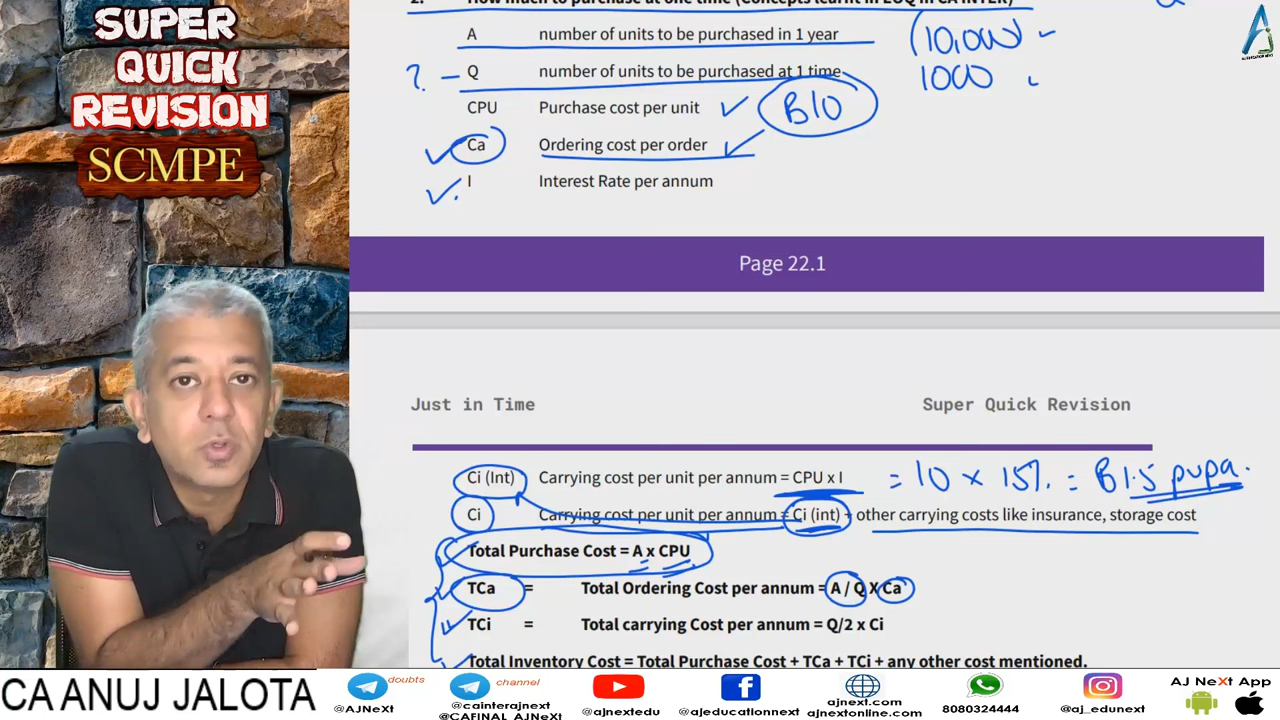 SUPER
QUICK
REVISION
SCMPE
2. How much to purchase at one time (Concepts learnt in EOQ in CA INTER)
A number of units to be purchased in 1 year (10,000)
? Q number of units to be purchased at 1 time 1000
CPU Purchase cost per unit B10
Ca Ordering cost per order
I Interest Rate per annum
Page 22.1
Just in Time Super Quick Revision
Ci (Int) Carrying cost per unit per annum = CPU x I = 10 x 15% = B1.5 pupa.
Ci Carrying cost per unit per annum = Ci (int) + other carrying costs like insurance, storage cost
Total Purchase Cost = A x CPU
TCa = Total Ordering Cost per annum = A / Q X Ca
TCi = Total carrying Cost per annum = Q/2 x Ci
Total Inventory Cost = Total Purchase Cost + TCa + TCi + any other cost mentioned.
CA ANUJ JALOTA
doubts
@AJNeXt
channel
@cainterajnext
@CAFINAL_AJNeXt
@ajnextedu
@ajeducationnext
ajnext.com
ajnextonline.com
8080324444
@aj_edunext
AJ NeXt App